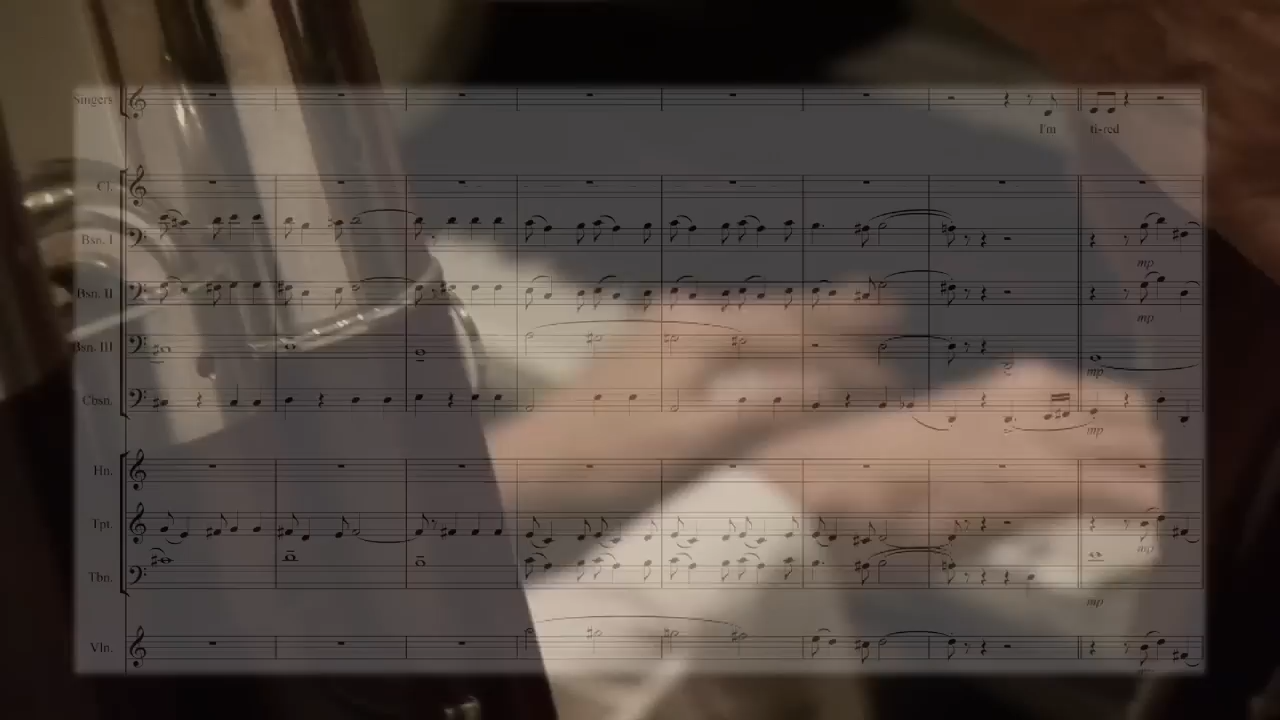 Singers
I'm ti-red
Cl.
Bsn. I
mp
Bsn. II
mp
Bsn. III
mp
Cbsn.
mp
Hn.
Tpt.
mp
Tbn.
mp
Vln.